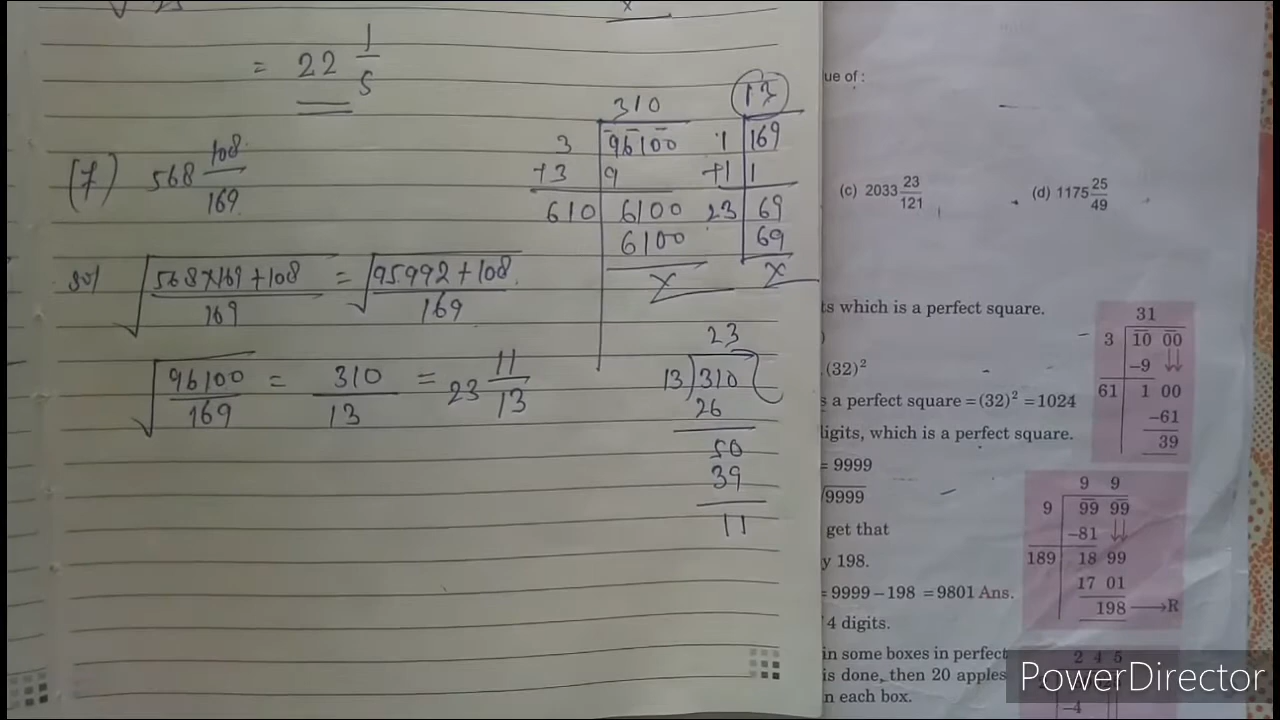 = 22 1/5
(7) 568 108/169
Sol √(568×169+108)/169 = √(95992+108)/169
√96100/169 = 310/13 = 23 11/13
310
3 | 96100
+3 | 9
610 | 6100
6100
x
13
1 | 169
+1 | 1
23 | 69
69
x
23
13)310
26
50
39
11
ue of :
(c) 2033 23/121 (d) 1175 25/49
ts which is a perfect square.
)
(32)²
s a perfect square = (32)² = 1024
ligits, which is a perfect square.
= 9999
√9999
get that
y 198.
= 9999 – 198 = 9801 Ans.
4 digits.
in some boxes in perfect
is done, then 20 apples
n each box.
31
3 | 10 00
–9
61 | 1 00
–61
39
9 9
9 | 99 99
–81
189 | 18 99
17 01
198 → R
2 4 5
–4
PowerDirector